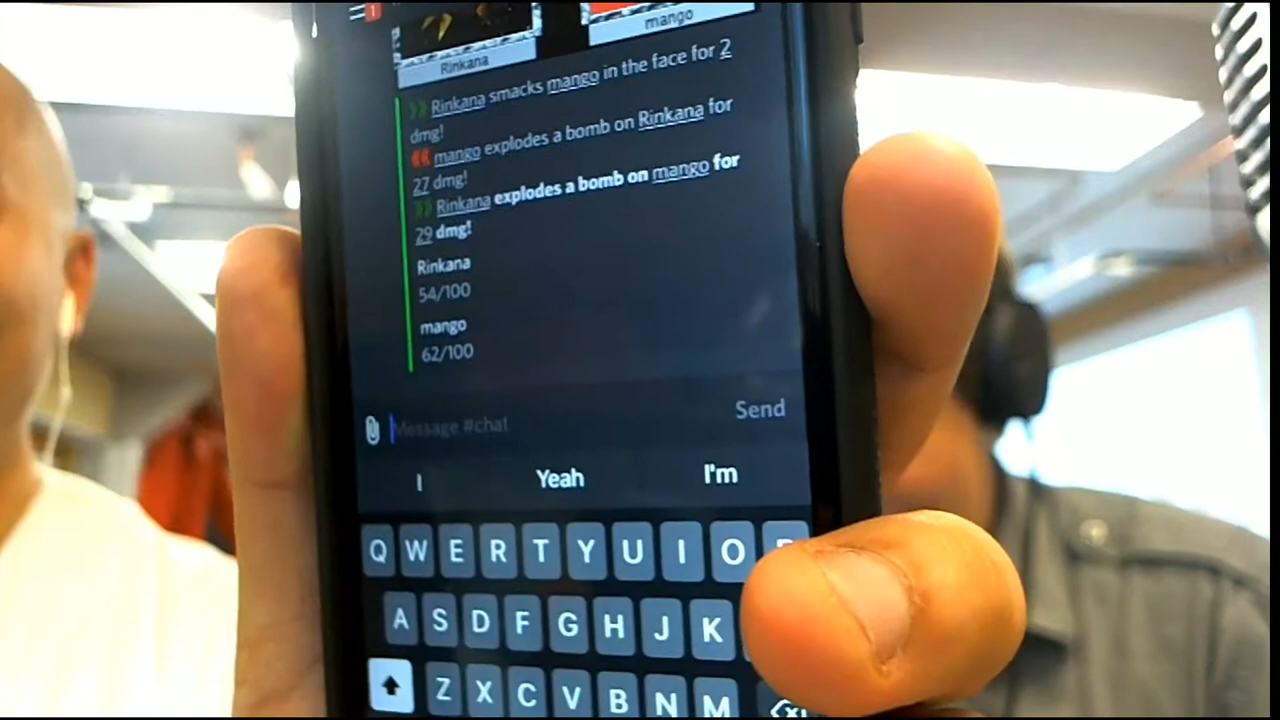 1
Rinkana
mango
Rinkana smacks mango in the face for 2
dmg!
mango explodes a bomb on Rinkana for
27 dmg!
Rinkana explodes a bomb on mango for
29 dmg!
Rinkana
54/100
mango
62/100
Message #chat
Send
I Yeah I'm
Q W E R T Y U I O
A S D F G H J K
Z X C V B N M